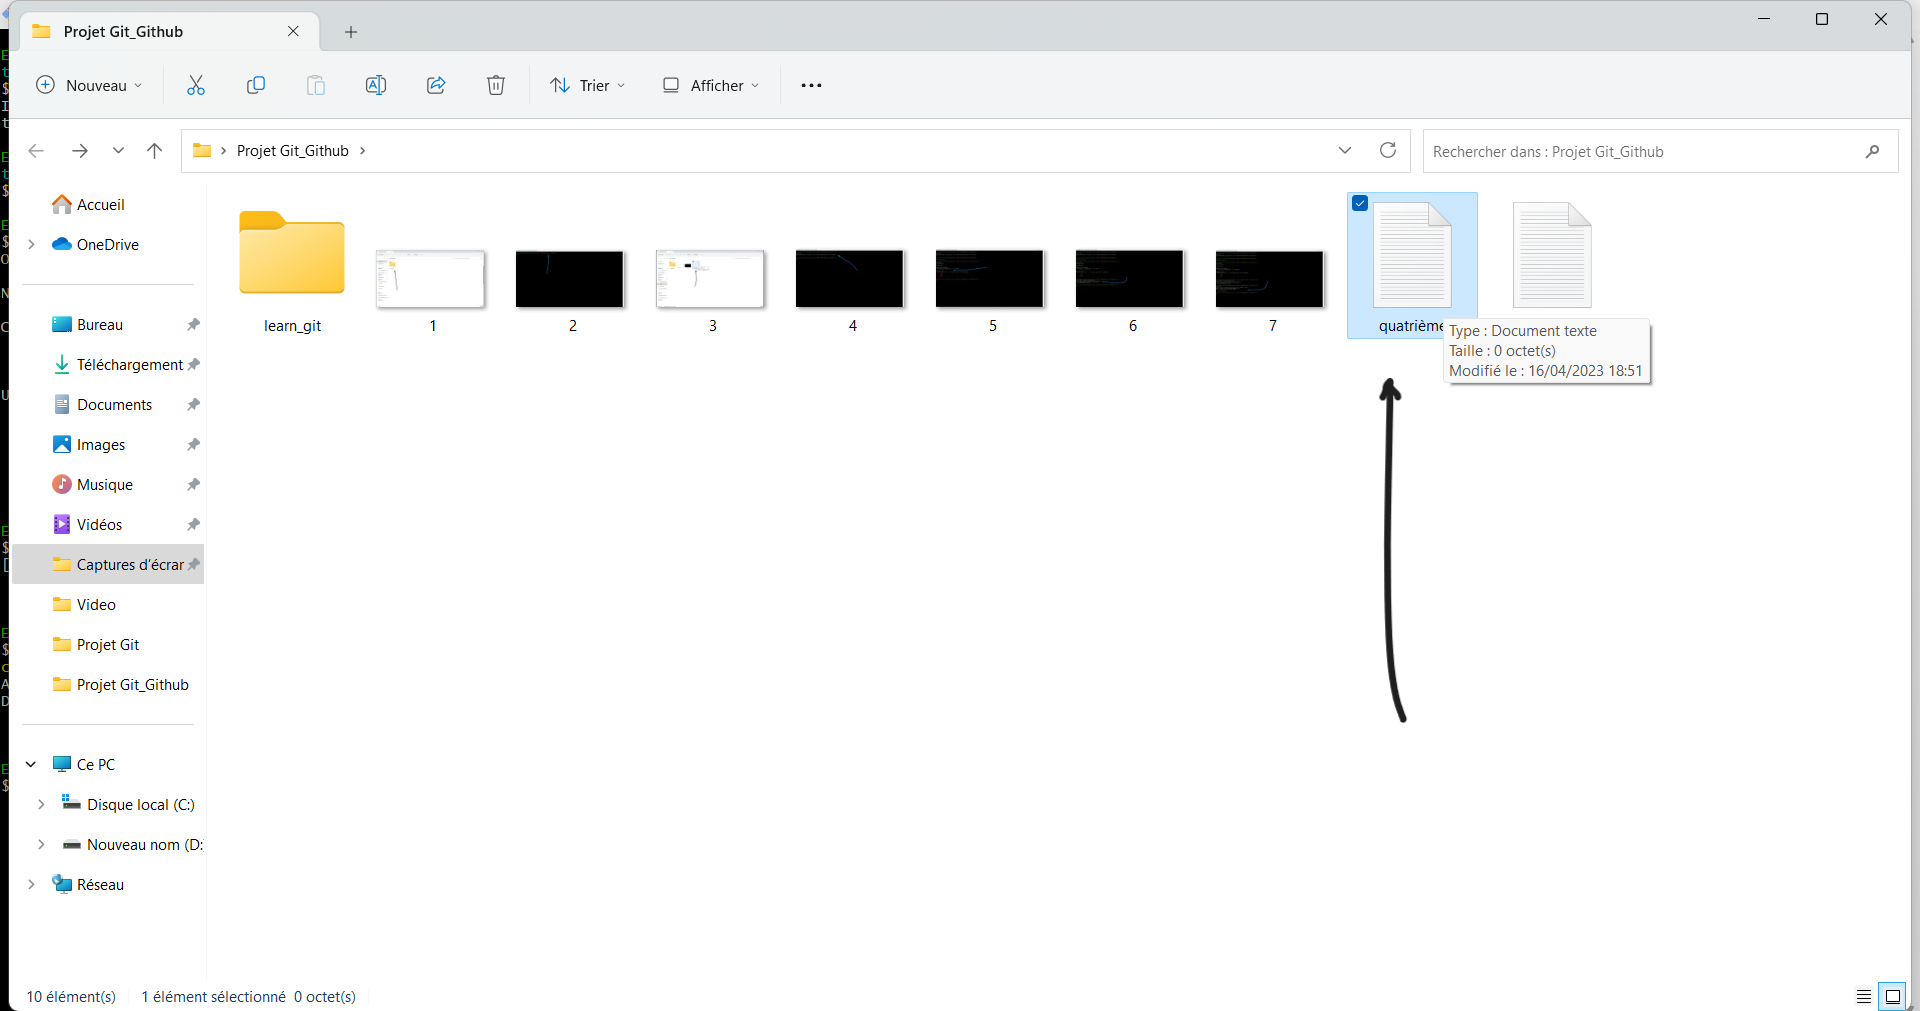 Projet Git_Github
Nouveau
Trier
Afficher
Projet Git_Github
Rechercher dans : Projet Git_Github
Accueil
OneDrive
Bureau
Téléchargement
Documents
Images
Musique
Vidéos
Captures d'écrar
Video
Projet Git
Projet Git_Github
Ce PC
Disque local (C:)
Nouveau nom (D:
Réseau
learn_git
1
2
3
4
5
6
7
quatrième
Type : Document texte
Taille : 0 octet(s)
Modifié le : 16/04/2023 18:51
10 élément(s)
1 élément sélectionné 0 octet(s)